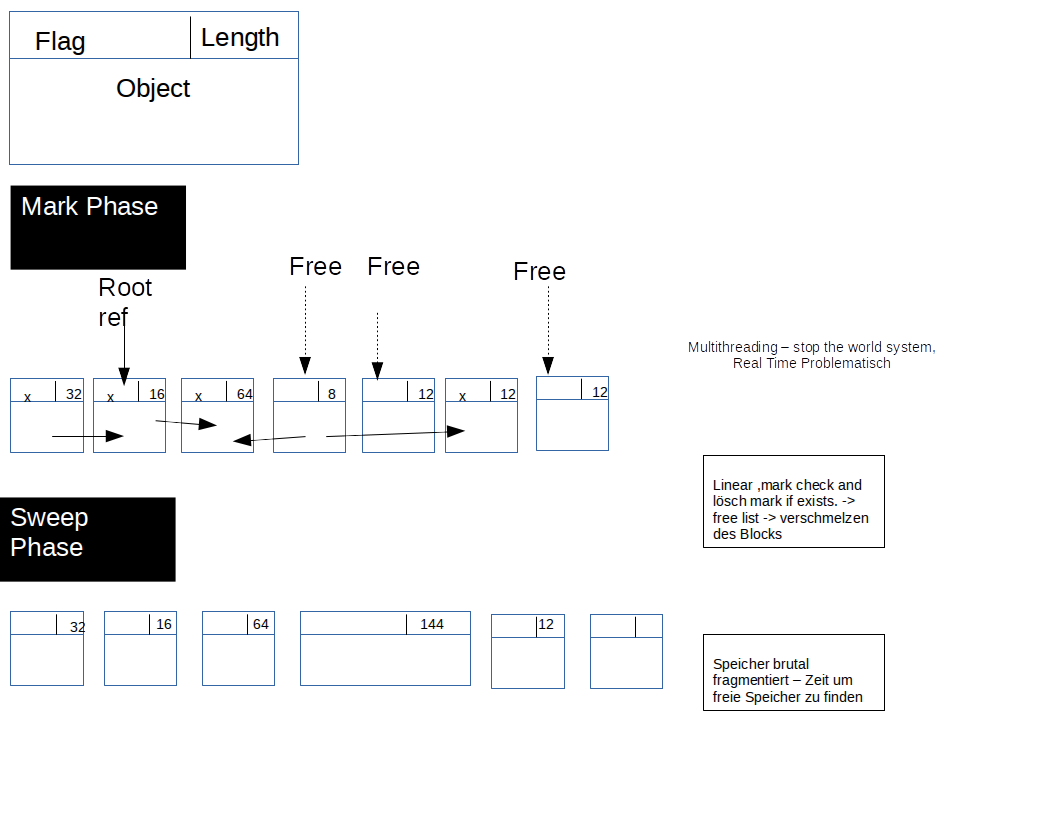 Flag
Length
Object
Mark Phase
Root
ref
Free
Free
Free
x
32
x
16
x
64
8
12
x
12
12
Multithreading – stop the world system,
Real Time Problematisch
Linear ,mark check and
lösch mark if exists. ->
free list -> verschmelzen
des Blocks
Sweep
Phase
32
16
64
144
12
Speicher brutal
fragmentiert – Zeit um
freie Speicher zu finden